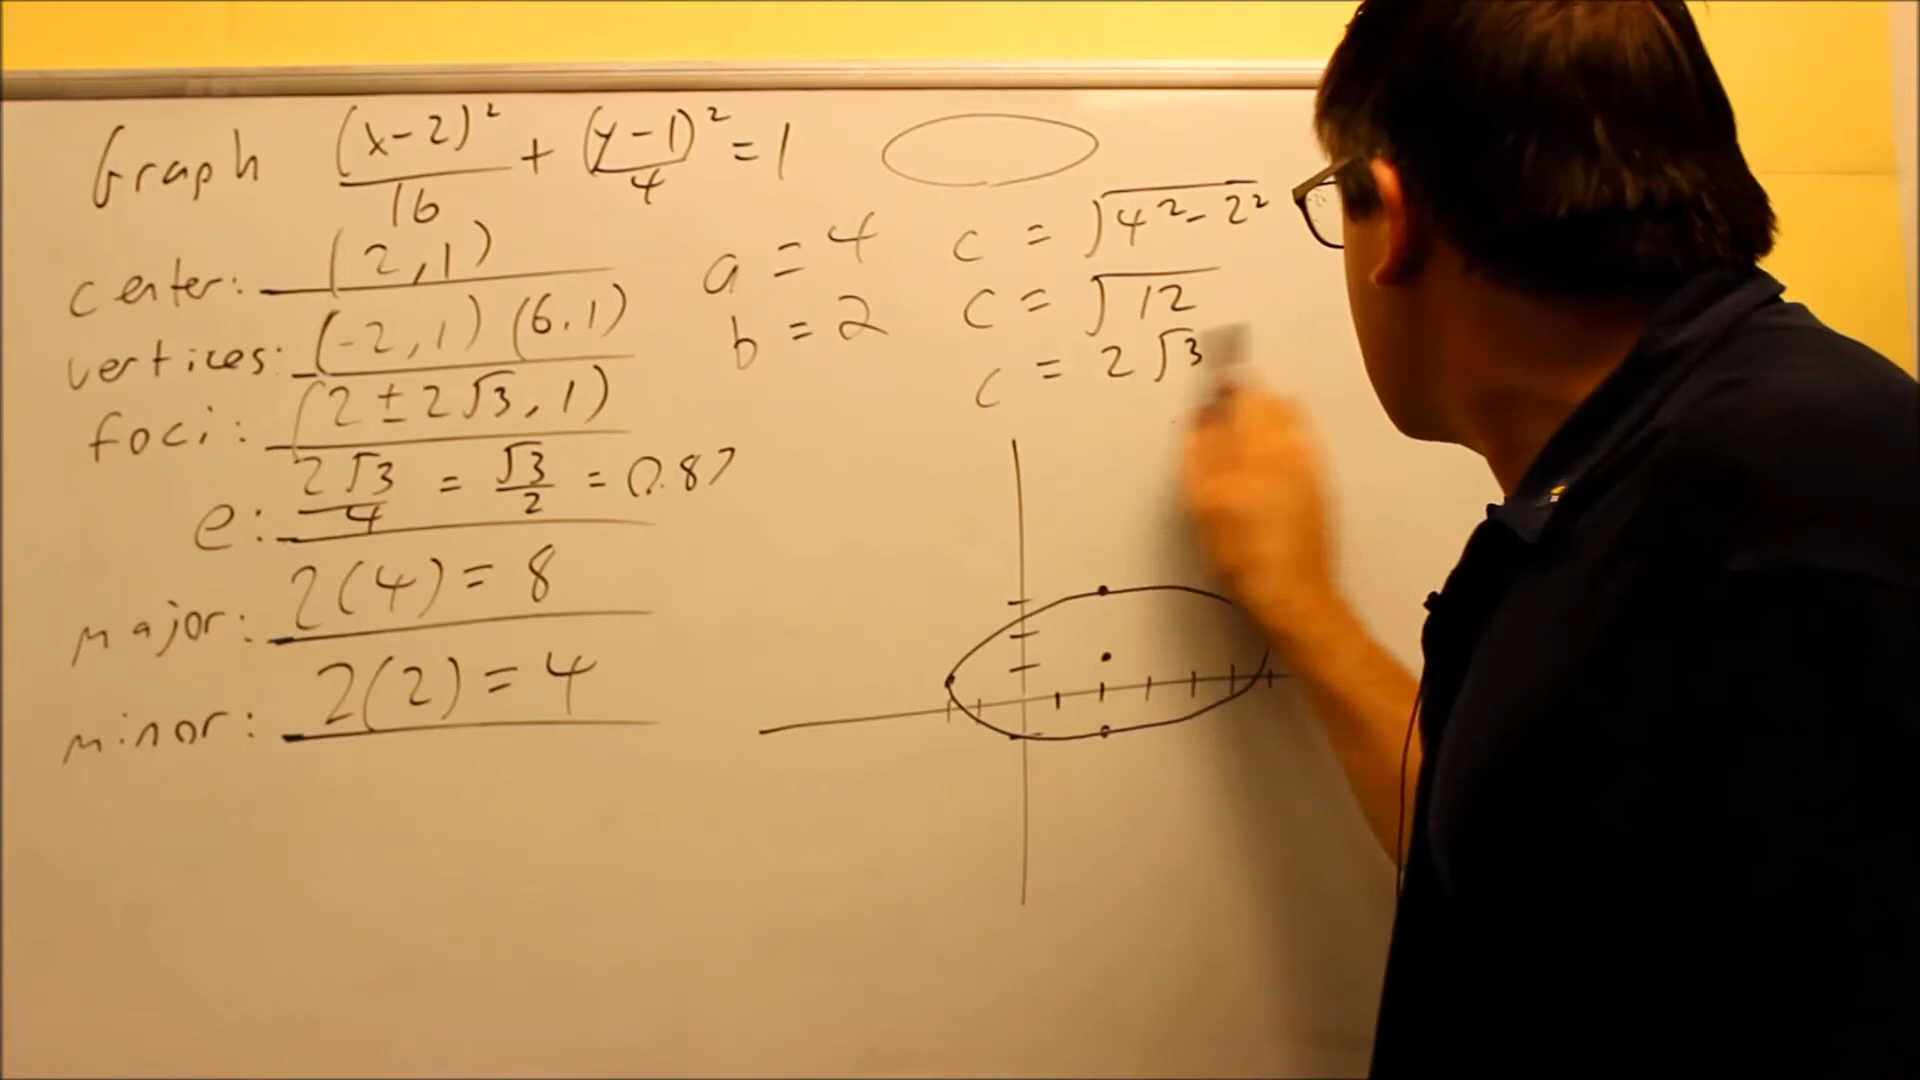 Graph (x-2)²/16 + (y-1)²/4 = 1
center: (2,1)
vertices: (-2,1) (6,1)
foci: (2 ± 2√3, 1)
e: 2√3/4 = √3/2 = 0.87
major: 2(4) = 8
minor: 2(2) = 4
a = 4
b = 2
c = √4²-2²
c = √12
c = 2√3